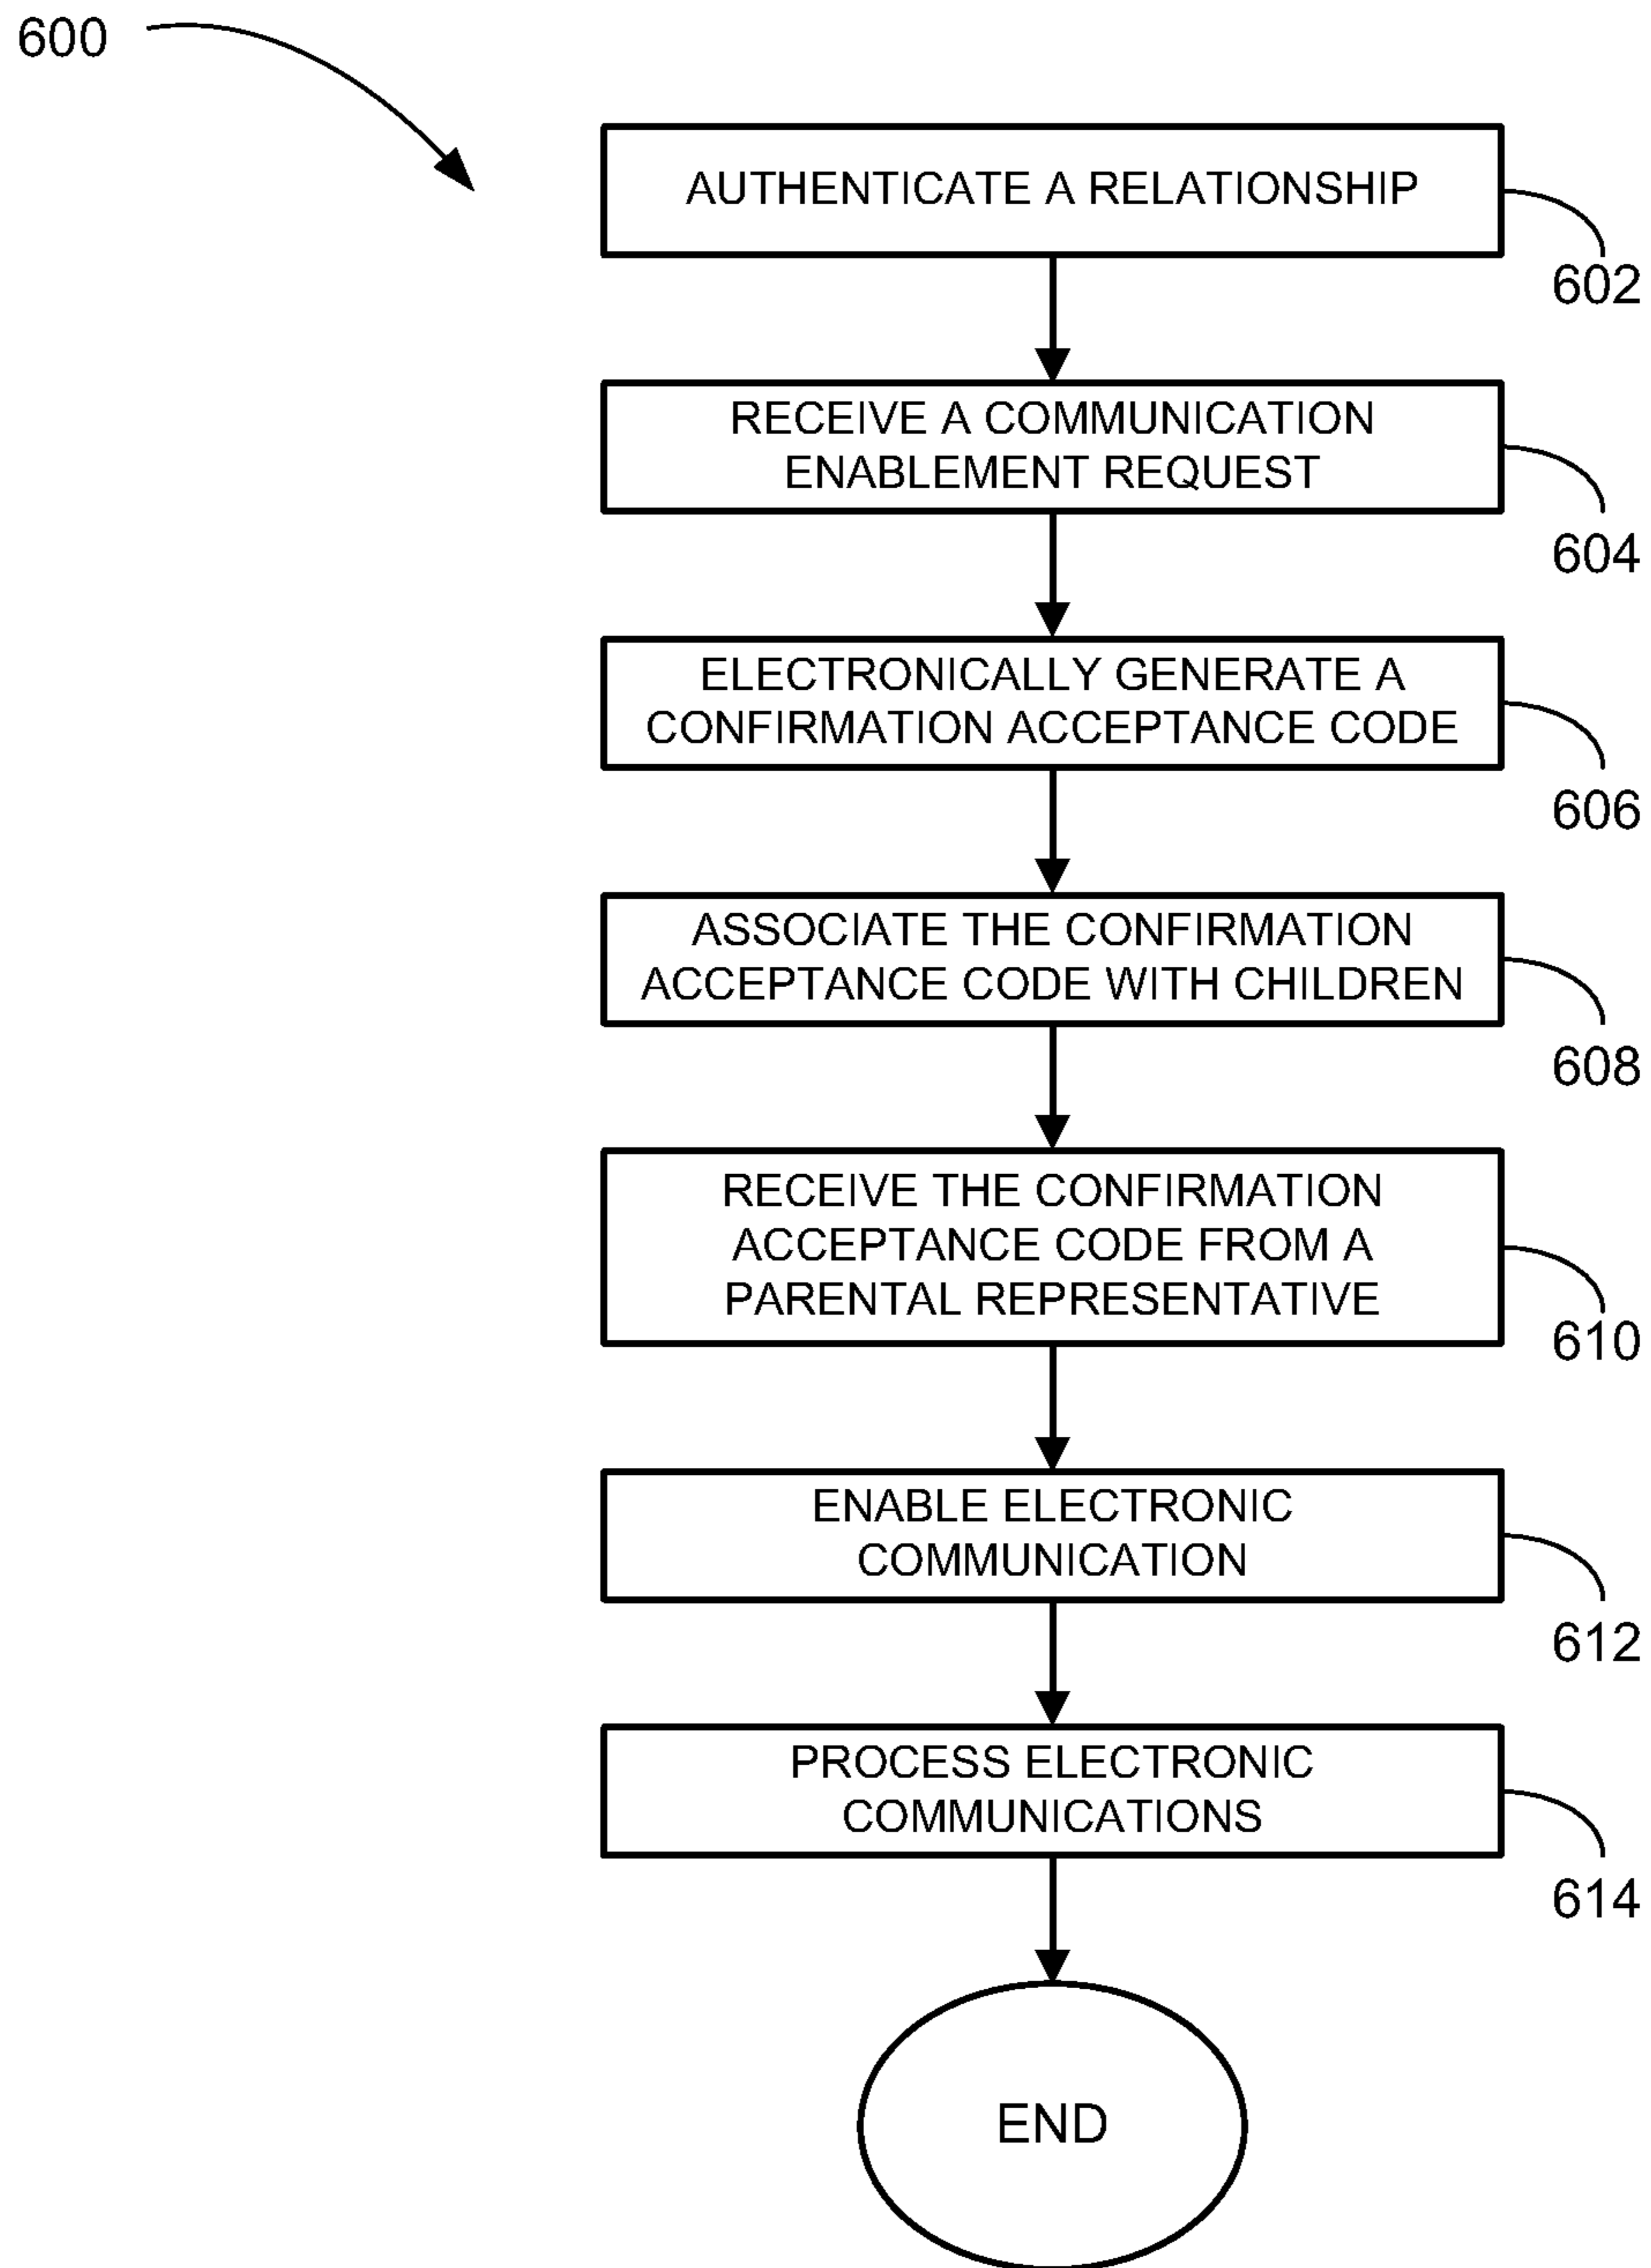 600
AUTHENTICATE A RELATIONSHIP
602
RECEIVE A COMMUNICATION
ENABLEMENT REQUEST
604
ELECTRONICALLY GENERATE A
CONFIRMATION ACCEPTANCE CODE
606
ASSOCIATE THE CONFIRMATION
ACCEPTANCE CODE WITH CHILDREN
608
RECEIVE THE CONFIRMATION
ACCEPTANCE CODE FROM A
PARENTAL REPRESENTATIVE
610
ENABLE ELECTRONIC
COMMUNICATION
612
PROCESS ELECTRONIC
COMMUNICATIONS
614
END